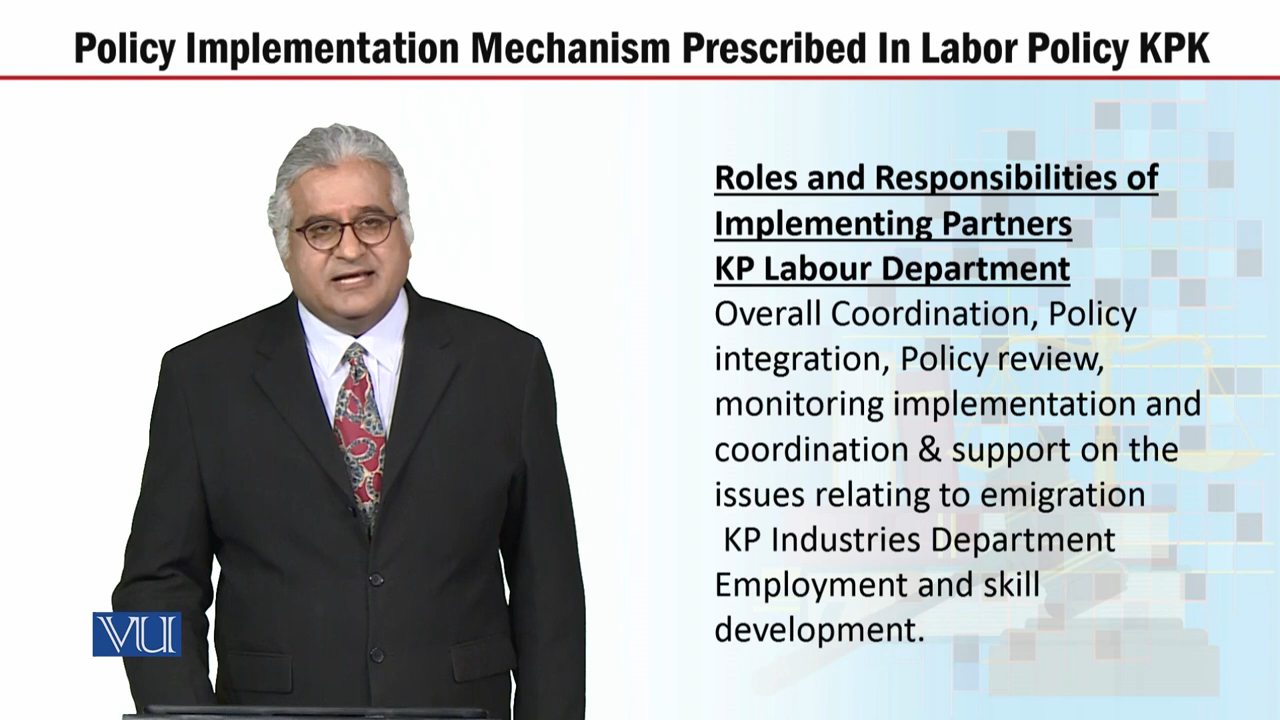 Policy Implementation Mechanism Prescribed In Labor Policy KPK
Roles and Responsibilities of
Implementing Partners
KP Labour Department
Overall Coordination, Policy
integration, Policy review,
monitoring implementation and
coordination & support on the
issues relating to emigration
KP Industries Department
Employment and skill
development.
VU